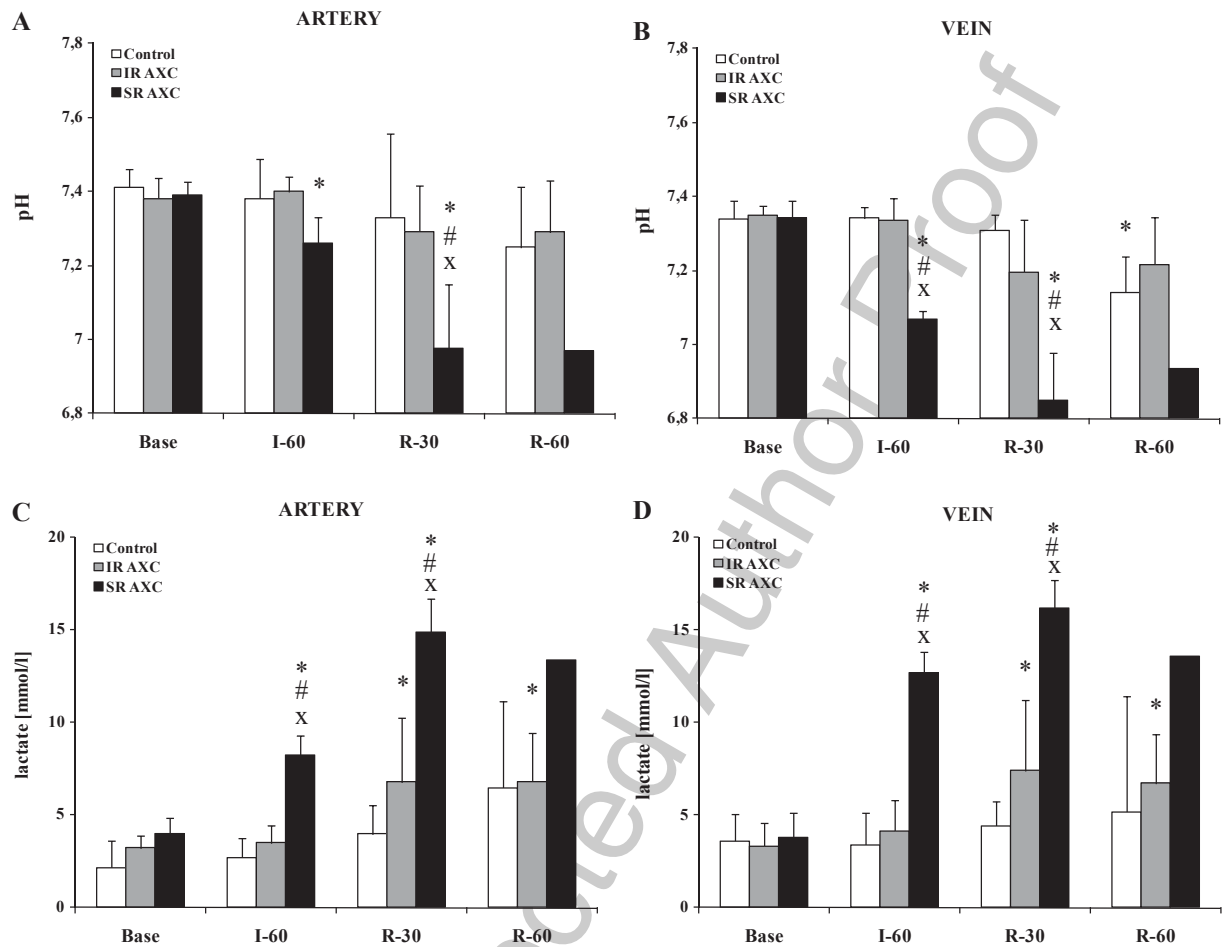 A
ARTERY
7,8
7,6
7,4
7,2
7
6,8
pH
Control
IR AXC
SR AXC
*
*
#
x
Base
I-60
R-30
R-60
B
VEIN
7,8
7,6
7,4
7,2
7
6,8
pH
Control
IR AXC
SR AXC
*
#
x
*
#
x
*
Base
I-60
R-30
R-60
C
ARTERY
20
15
10
5
0
lactate [mmol/l]
Control
IR AXC
SR AXC
*
#
x
*
*
#
x
*
Base
I-60
R-30
R-60
D
VEIN
20
15
10
5
0
lactate [mmol/l]
Control
IR AXC
SR AXC
*
#
x
*
*
#
x
*
Base
I-60
R-30
R-60
cted Author Proof